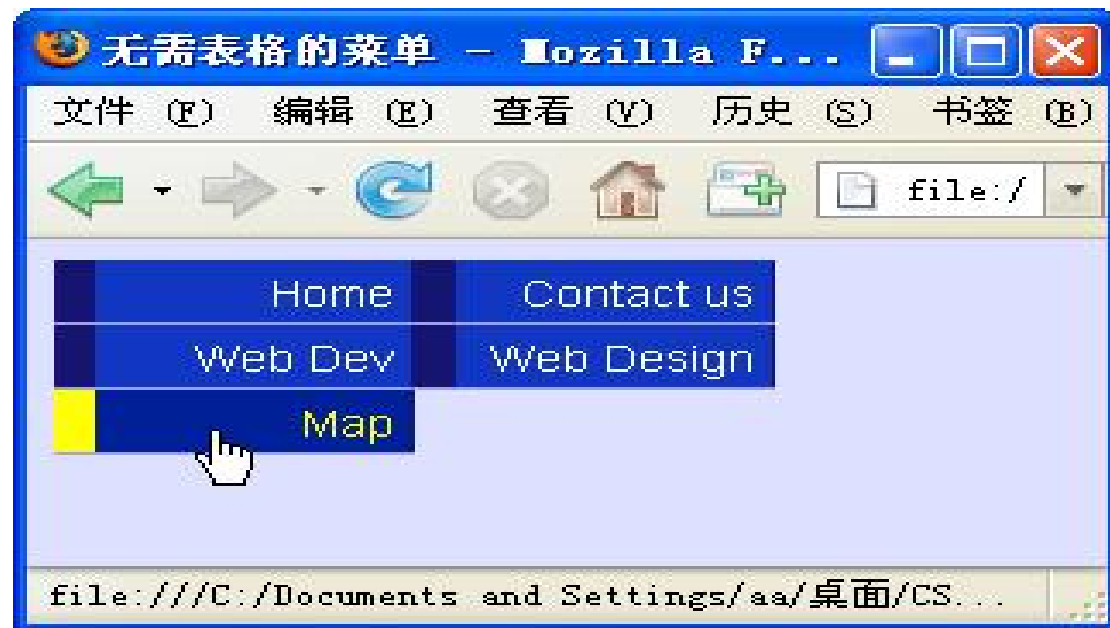 无需表格的菜单 - Mozilla F...
文件 (F) 编辑 (E) 查看 (V) 历史 (S) 书签 (B)
file:/
Home Contact us
Web Dev Web Design
Map
file:///C:/Documents and Settings/aa/桌面/CS...